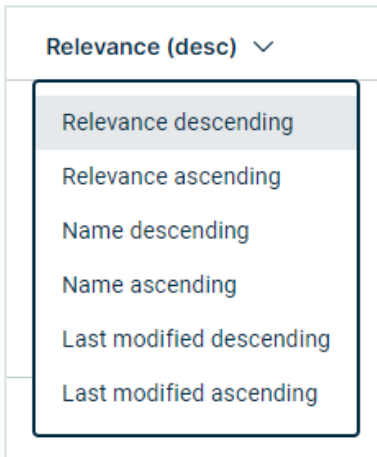 Relevance (desc)
Relevance descending
Relevance ascending
Name descending
Name ascending
Last modified descending
Last modified ascending